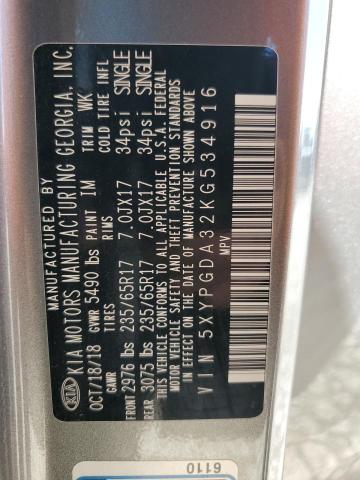 MANUFACTURED BY
KIA KIA MOTORS MANUFACTURING GEORGIA, INC.
OCT/18/18 GVWR 5490 lbs PAINT IM TRIM WK
GAWR TIRES RIMS COLD TIRE INFL
FRONT 2976 lbs 235/65R17 7.0JX17 34psi SINGLE
REAR 3075 lbs 235/65R17 7.0JX17 34psi SINGLE
THIS VEHICLE CONFORMS TO ALL APPLICABLE U.S.A. FEDERAL
MOTOR VEHICLE SAFETY AND THEFT PREVENTION STANDARDS
IN EFFECT ON THE DATE OF MANUFACTURE SHOWN ABOVE
VIN 5XYPGDA32KG534916
MPV
6110